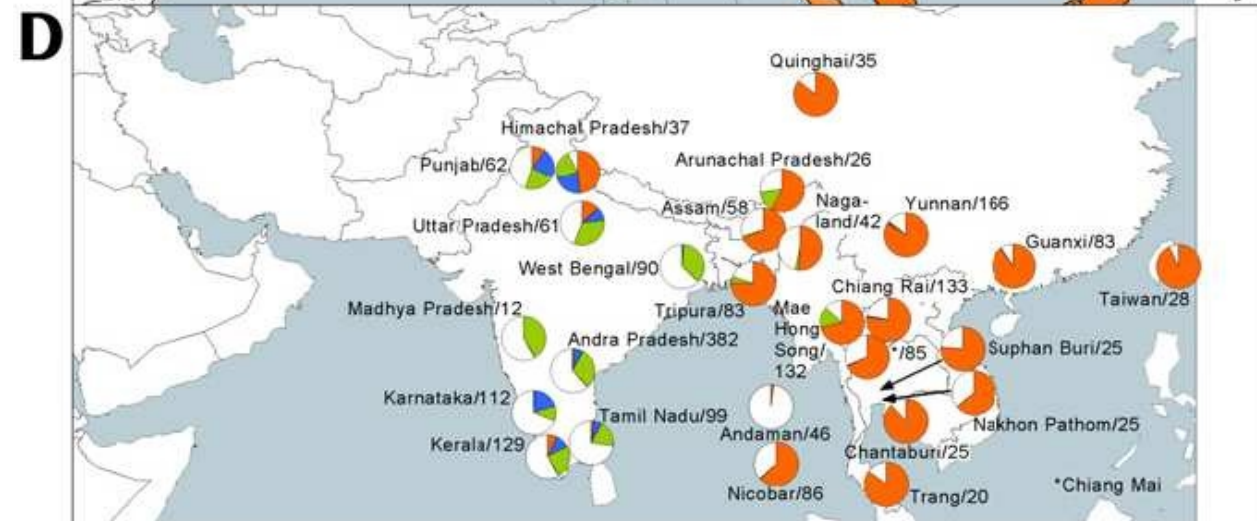 D
Quinghai/35
Himachal Pradesh/37
Punjab/62
Arunachal Pradesh/26
Assam/58
Naga-
land/42
Yunnan/166
Uttar Pradesh/61
Guanxi/83
West Bengal/90
Chiang Rai/133
Taiwan/28
Madhya Pradesh/12
Tripura/83
Mae
Hong
Song/
132
Andra Pradesh/382
*/85
Suphan Buri/25
Karnataka/112
Tamil Nadu/99
Andaman/46
Nakhon Pathom/25
Kerala/129
Chantaburi/25
Nicobar/86
Trang/20
*Chiang Mai